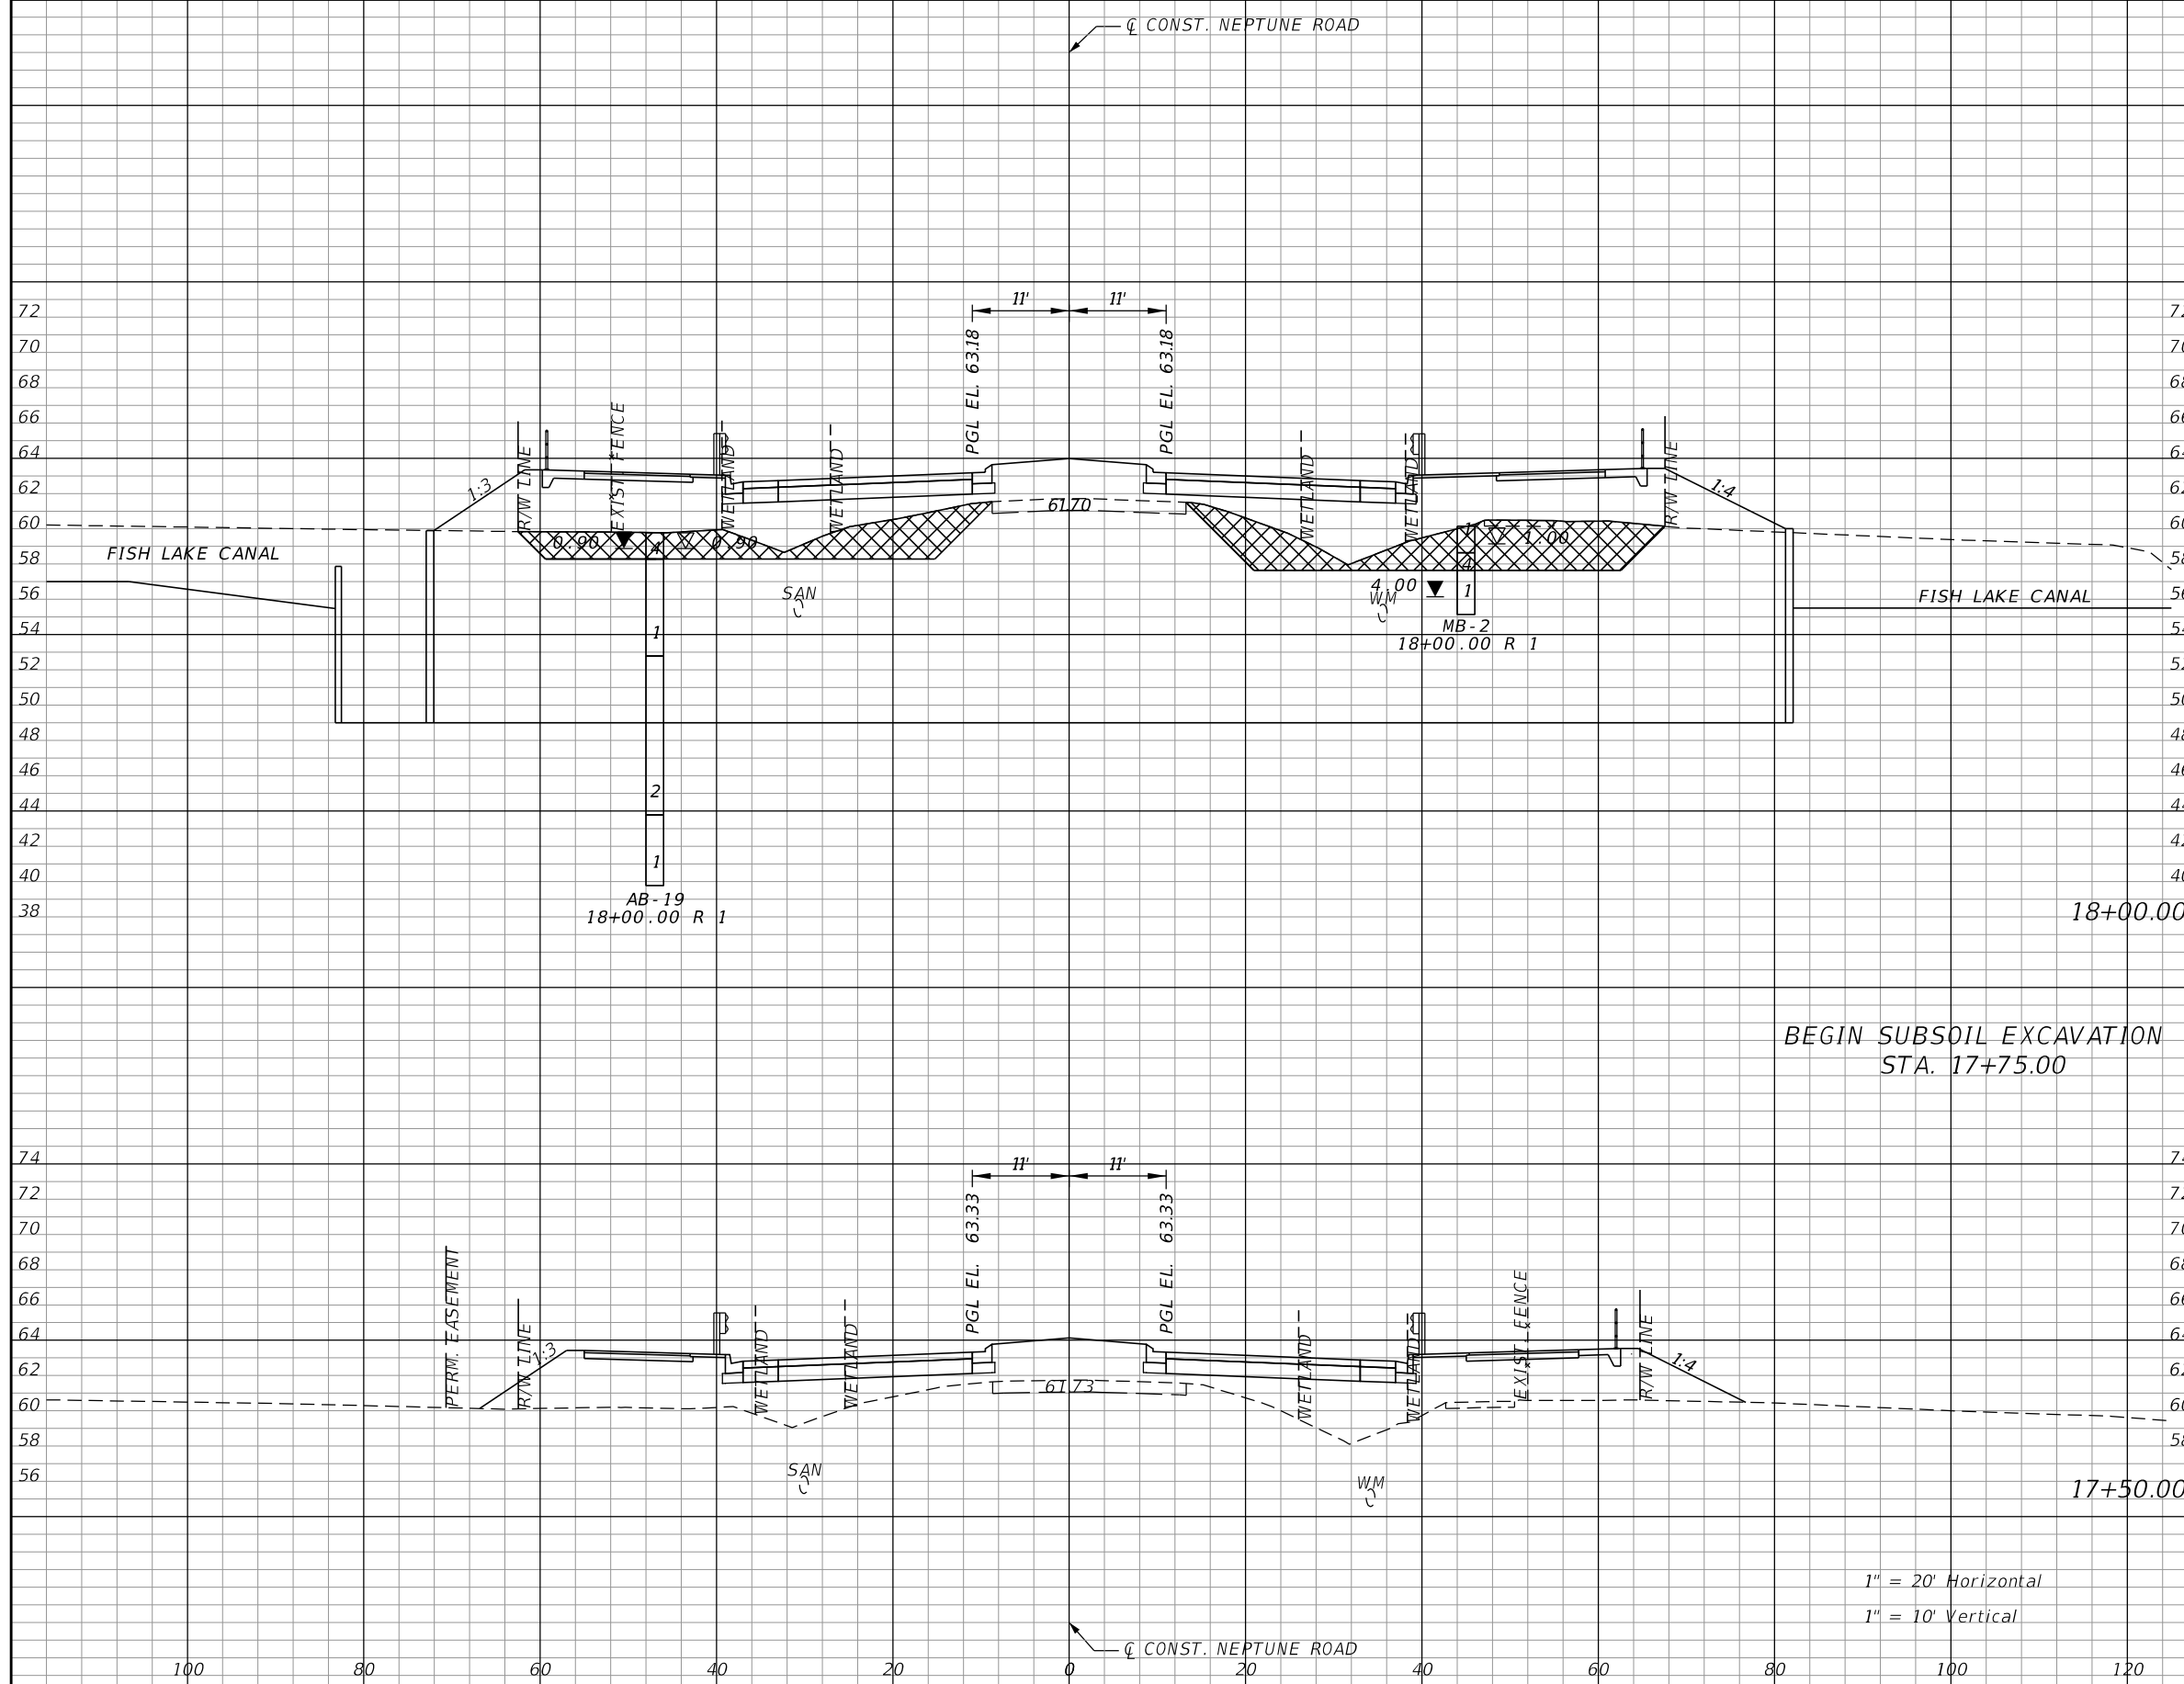 ℄ CONST. NEPTUNE ROAD
11' 11'
PGL EL. 63.18
PGL EL. 63.18
72
70
68
66
64
62
60
58
56
54
52
50
48
46
44
42
40
38
1:3
R/W LINE
EXIST. FENCE
WETLAND
WETLAND
61.70
WETLAND
WETLAND
R/W LINE
1:4
FISH LAKE CANAL
0.90
4
0.90
1
1.00
4
1
4.00
SAN
WM
MB-2
18+00.00 R 1
FISH LAKE CANAL
1
2
1
AB-19
18+00.00 R 1
18+00.00
BEGIN SUBSOIL EXCAVATION
STA. 17+75.00
11' 11'
PGL EL. 63.33
PGL EL. 63.33
74
72
70
68
66
64
62
60
58
56
PERM. EASEMENT
R/W LINE
1:3
WETLAND
WETLAND
61.73
WETLAND
WETLAND
EXIST. FENCE
R/W LINE
1:4
58
SAN
WM
17+50.00
1" = 20' Horizontal
1" = 10' Vertical
℄ CONST. NEPTUNE ROAD
100 80 60 40 20 0 20 40 60 80 100 120